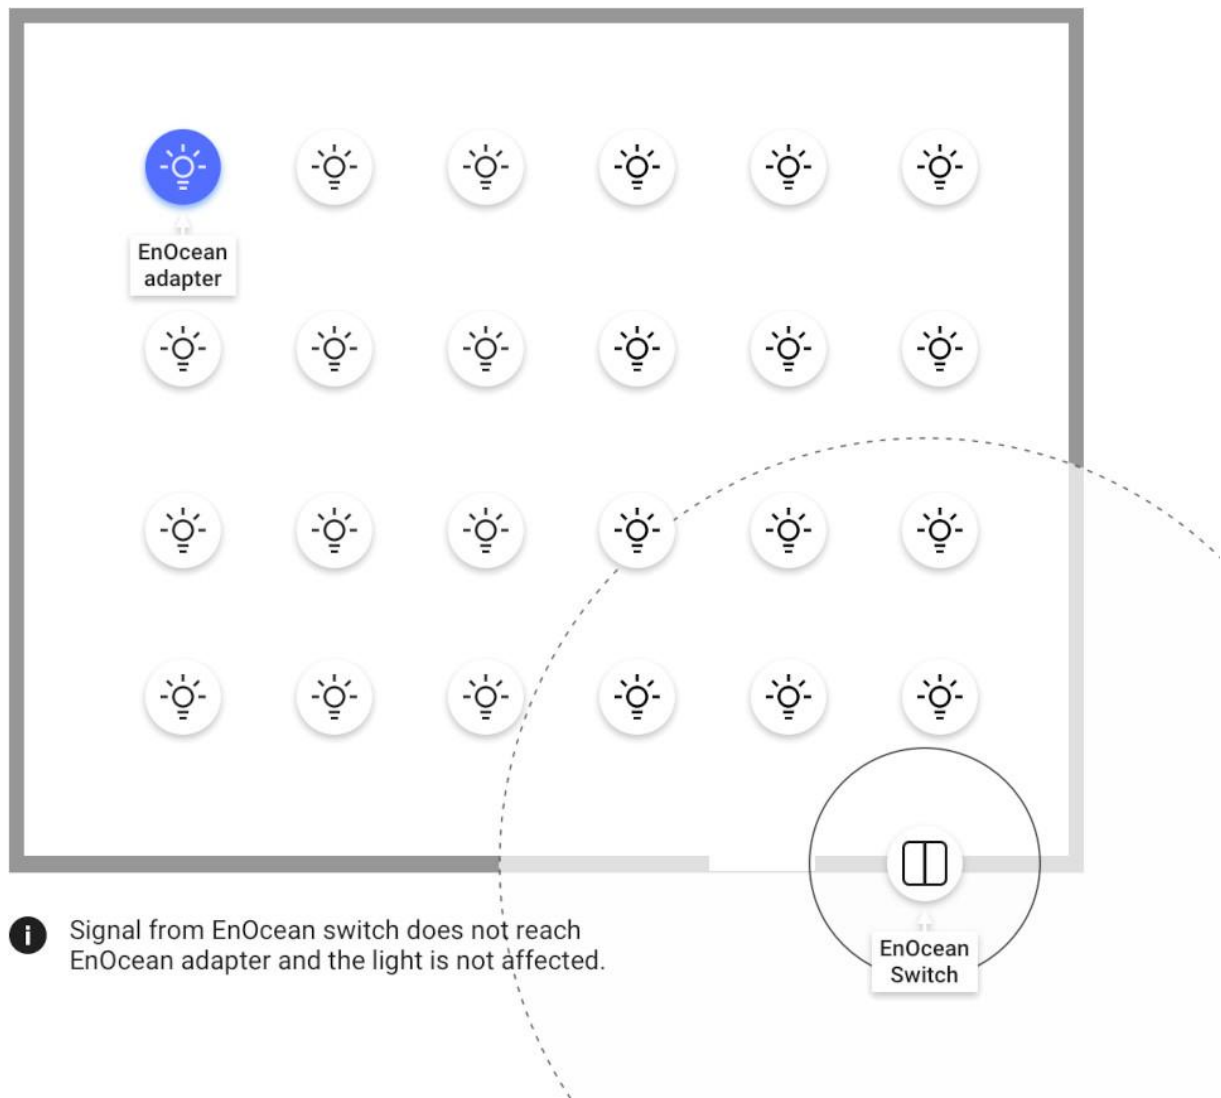 EnOcean
adapter
Signal from EnOcean switch does not reach
EnOcean adapter and the light is not affected.
EnOcean
Switch